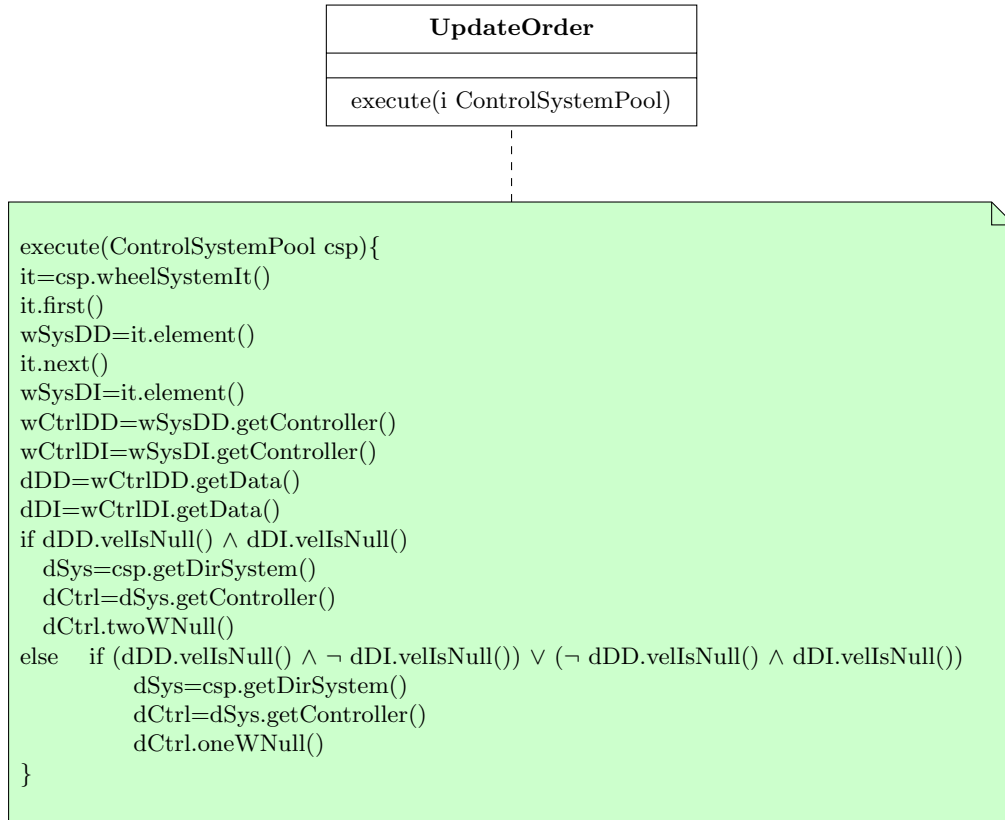 UpdateOrder
execute(i ControlSystemPool)
execute(ControlSystemPool csp){
it=csp.wheelSystemIt()
it.first()
wSysDD=it.element()
it.next()
wSysDI=it.element()
wCtrlDD=wSysDD.getController()
wCtrlDI=wSysDI.getController()
dDD=wCtrlDD.getData()
dDI=wCtrlDI.getData()
if dDD.velIsNull() ∧ dDI.velIsNull()
dSys=csp.getDirSystem()
dCtrl=dSys.getController()
dCtrl.twoWNull()
else if (dDD.velIsNull() ∧ ¬ dDI.velIsNull()) ∨ (¬ dDD.velIsNull() ∧ dDI.velIsNull())
dSys=csp.getDirSystem()
dCtrl=dSys.getController()
dCtrl.oneWNull()
}